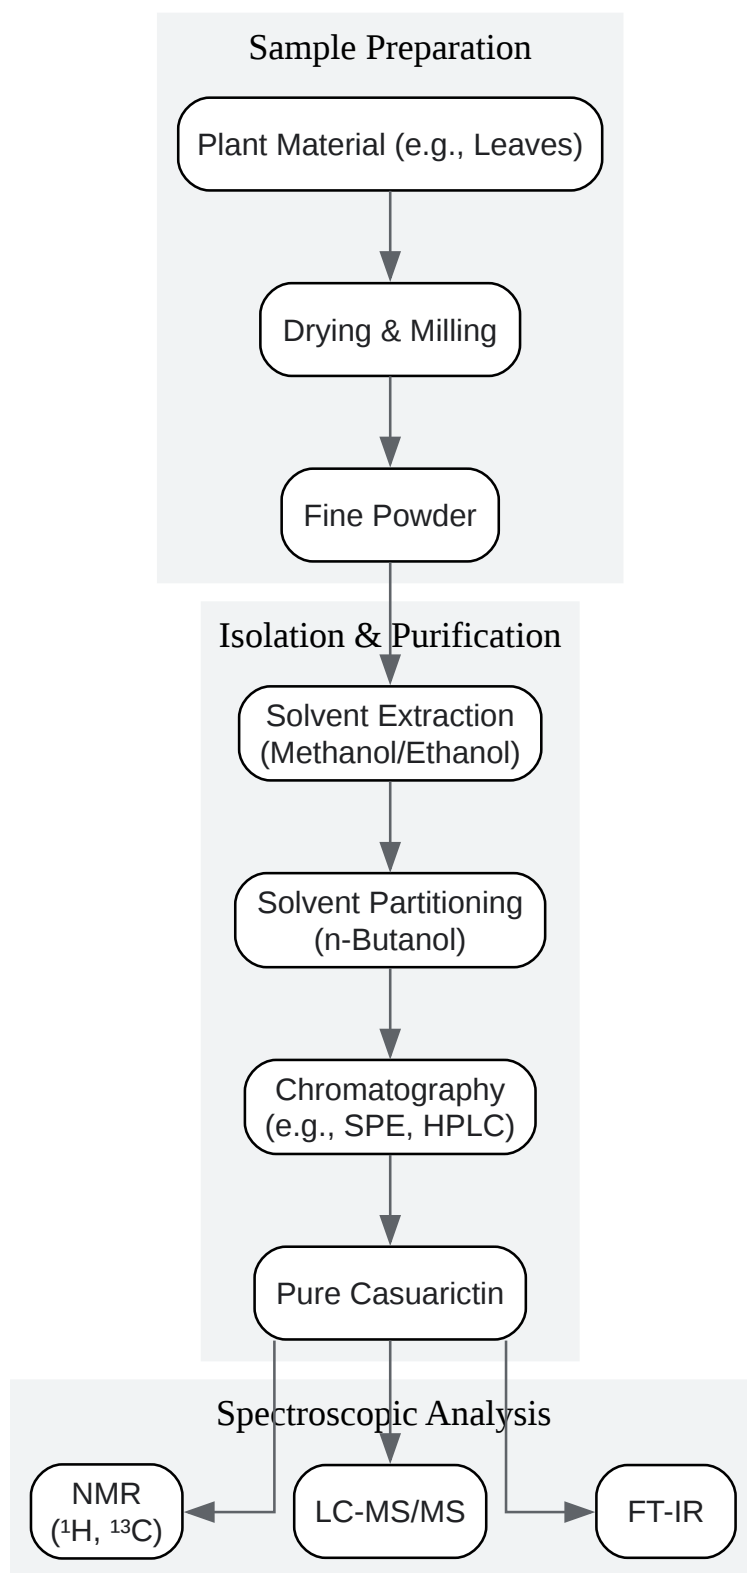 Sample Preparation
Plant Material (e.g., Leaves)
Drying & Milling
Fine Powder
Isolation & Purification
Solvent Extraction
(Methanol/Ethanol)
Solvent Partitioning
(n-Butanol)
Chromatography
(e.g., SPE, HPLC)
Pure Casuarictin
Spectroscopic Analysis
NMR
(¹H, ¹³C)
LC-MS/MS
FT-IR